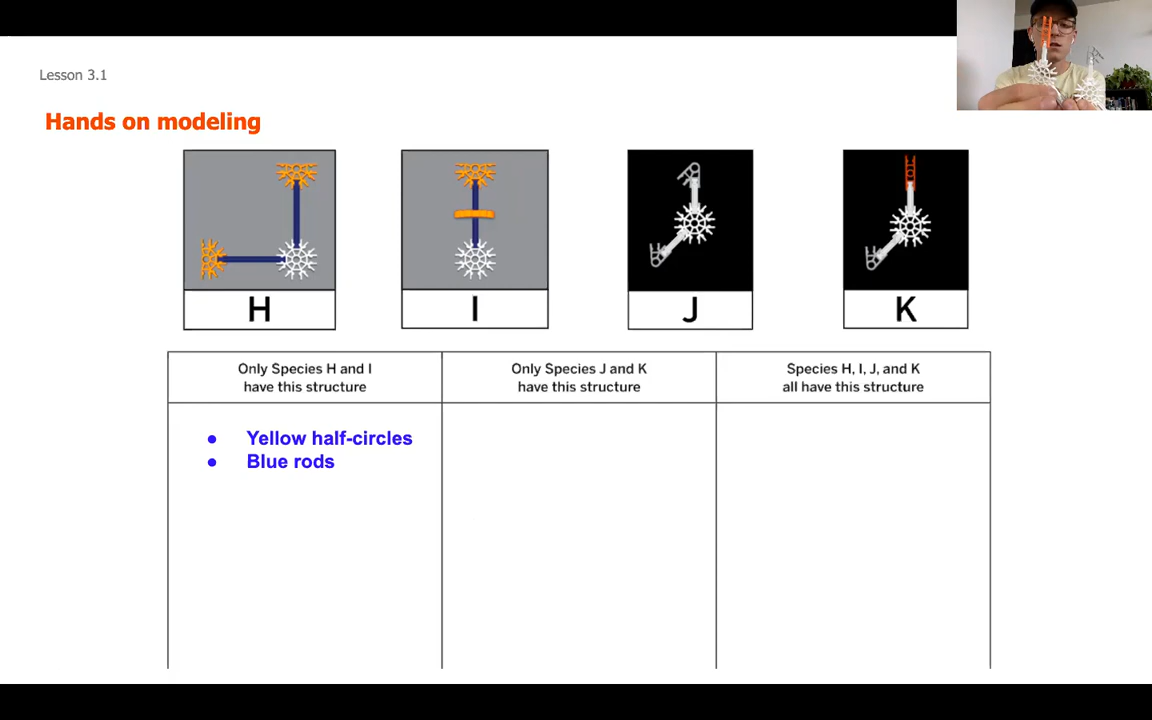 Lesson 3.1
Hands on modeling
H
I
J
K
Only Species H and I
have this structure
Only Species J and K
have this structure
Species H, I, J, and K
all have this structure
● Yellow half-circles
● Blue rods